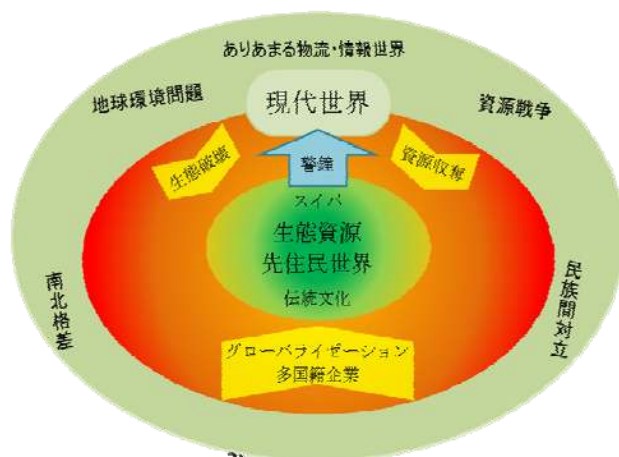 ありあまる物流・情報世界
地球環境問題
現代世界
資源戦争
生態破壊
警鐘
資源収奪
スイバ
生態資源
先住民世界
伝統文化
南北格差
民族間対立
グローバライゼーション
多国籍企業